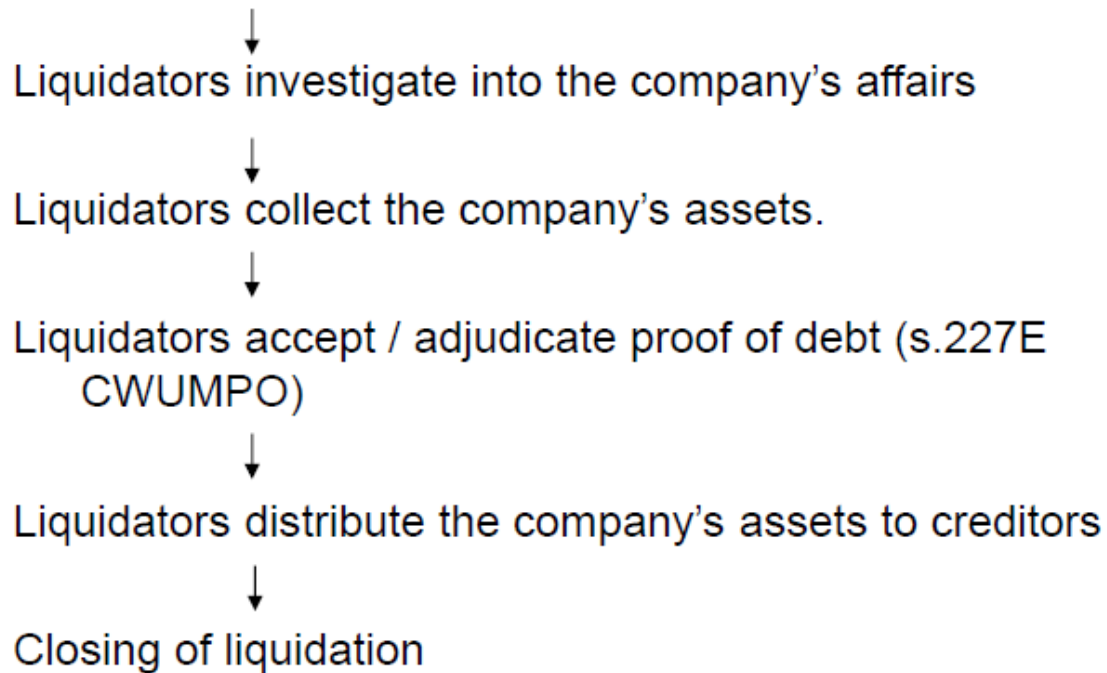 Liquidators investigate into the company’s affairs
Liquidators collect the company’s assets.
Liquidators accept / adjudicate proof of debt (s.227E
CWUMPO)
Liquidators distribute the company’s assets to creditors
Closing of liquidation